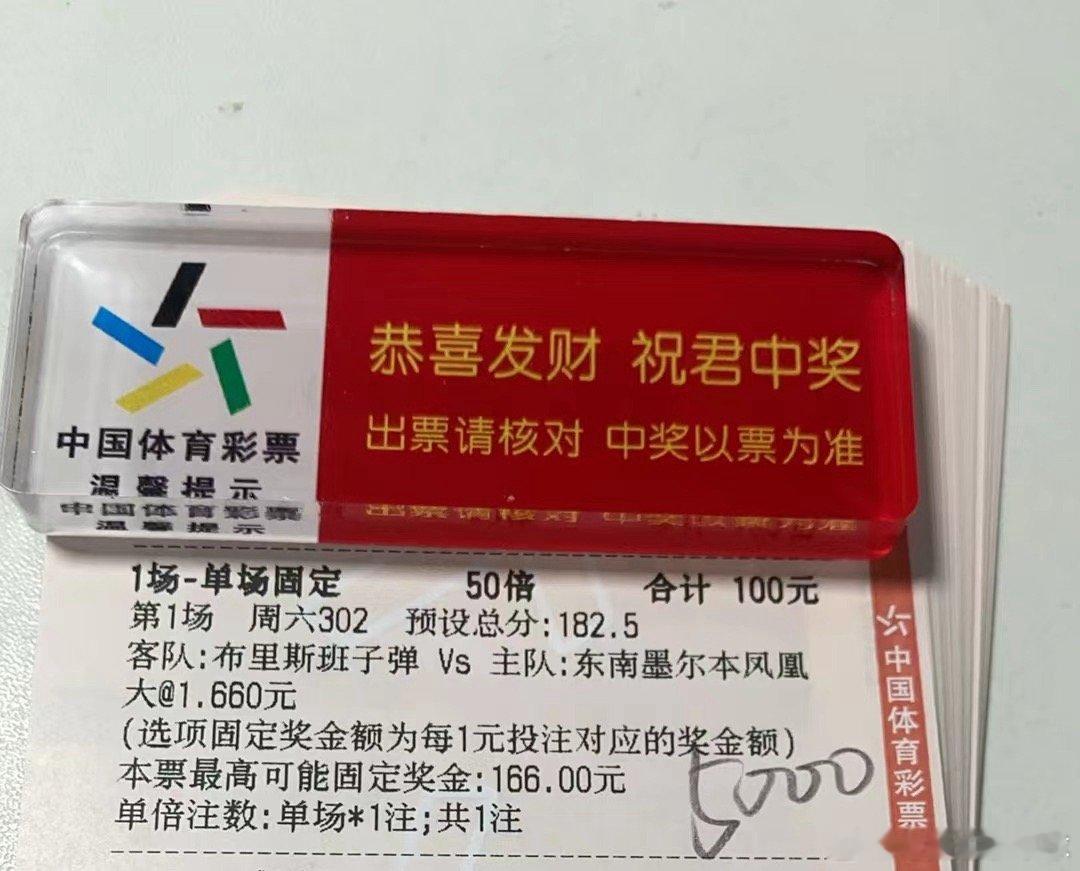 恭喜发财 祝君中奖
出票请核对 中奖以票为准
中国体育彩票
温馨提示
1场-单场固定 50倍 合计 100元
第1场 周六302 预设总分:182.5
客队:布里斯班子弹 Vs 主队:东南墨尔本凤凰
大@1.660元
(选项固定奖金额为每1元投注对应的奖金额)
本票最高可能固定奖金:166.00元
单倍注数:单场*1注;共1注
5000
中国体育彩票